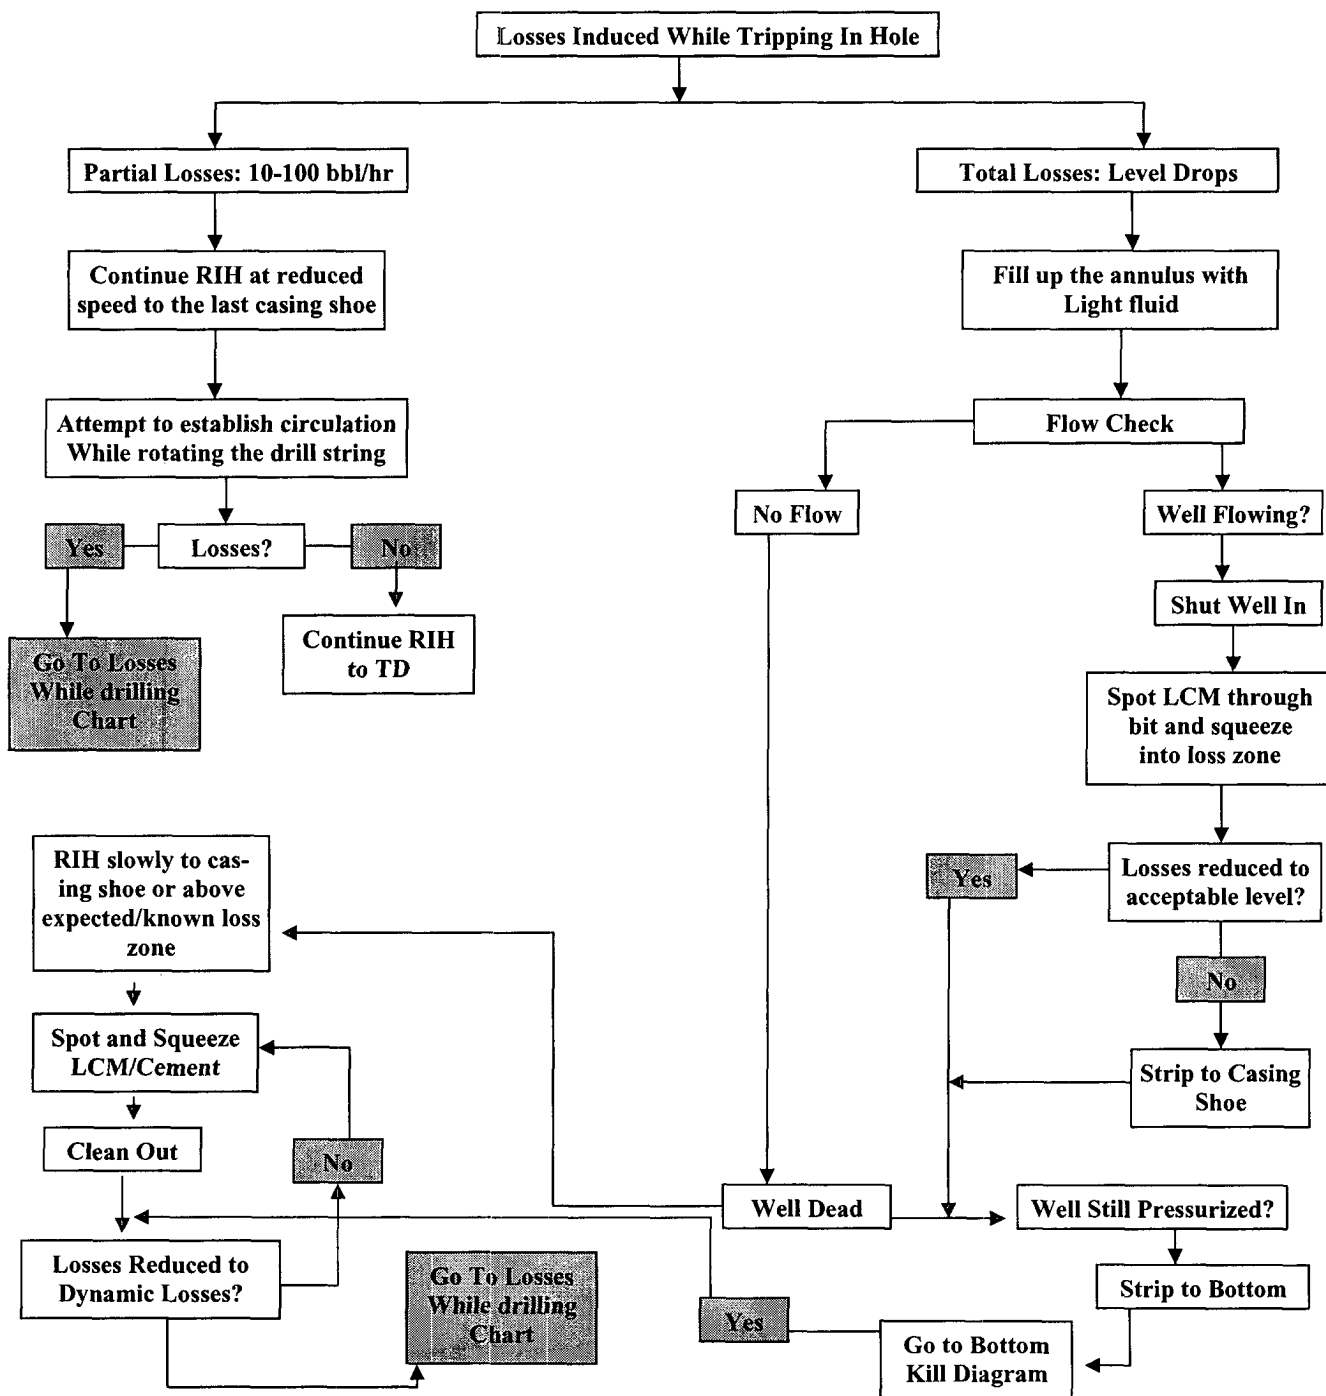 Losses Induced While Tripping In Hole
Partial Losses: 10-100 bbl/hr
Total Losses: Level Drops
Continue RIH at reduced
speed to the last casing shoe
Fill up the annulus with
Light fluid
Attempt to establish circulation
While rotating the drill string
Flow Check
No Flow
Well Flowing?
Yes
Losses?
No
Shut Well In
Continue RIH
to TD
Go To Losses
While drilling
Chart
Spot LCM through
bit and squeeze
into loss zone
RIH slowly to cas-
ing shoe or above
expected/known loss
zone
Yes
Losses reduced to
acceptable level?
No
Spot and Squeeze
LCM/Cement
Strip to Casing
Shoe
Clean Out
No
Well Dead
Well Still Pressurized?
Losses Reduced to
Dynamic Losses?
Go To Losses
While drilling
Chart
Strip to Bottom
Yes
Go to Bottom
Kill Diagram